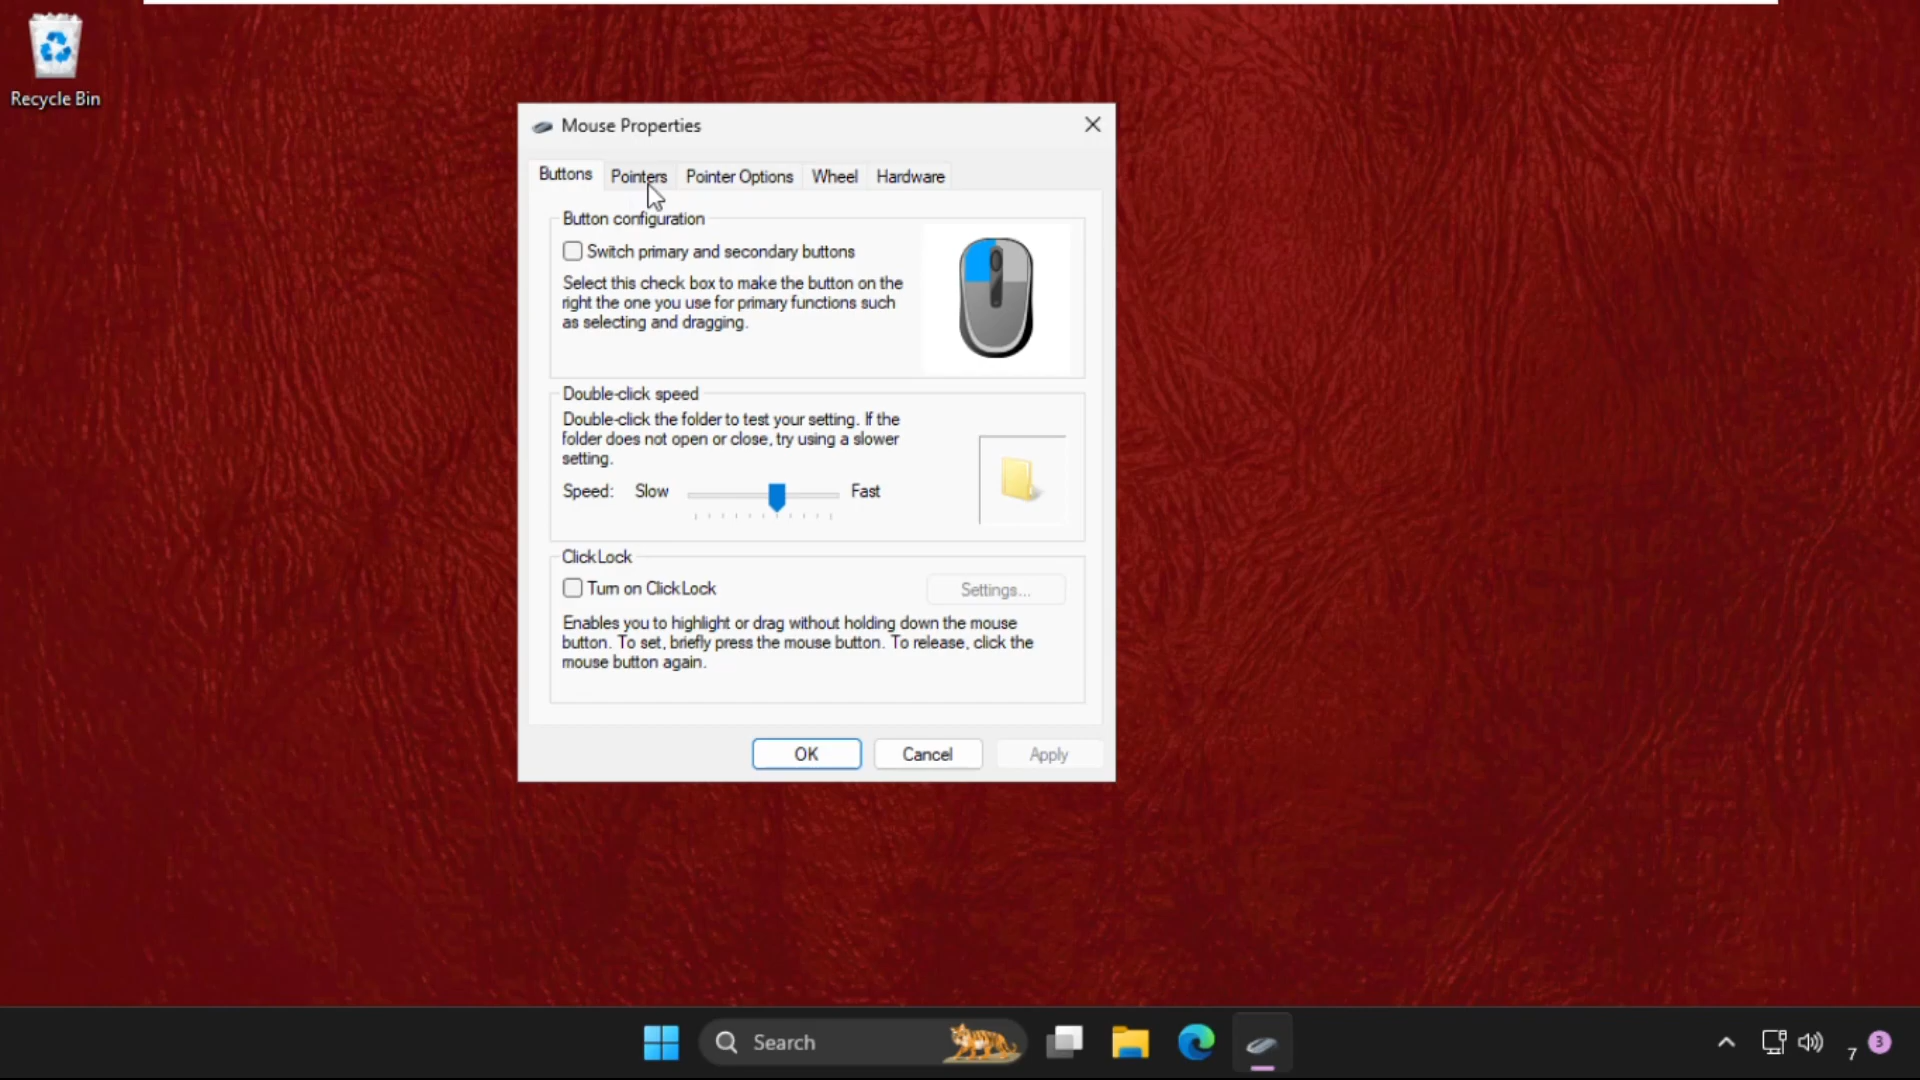 Recycle Bin
Mouse Properties
Buttons Pointers Pointer Options Wheel Hardware
Button configuration
Switch primary and secondary buttons
Select this check box to make the button on the
right the one you use for primary functions such
as selecting and dragging.
Double-click speed
Double-click the folder to test your setting. If the
folder does not open or close, try using a slower
setting.
Speed: Slow Fast
ClickLock
Turn on ClickLock Settings...
Enables you to highlight or drag without holding down the mouse
button. To set, briefly press the mouse button. To release, click the
mouse button again.
OK Cancel Apply
Search
7 3